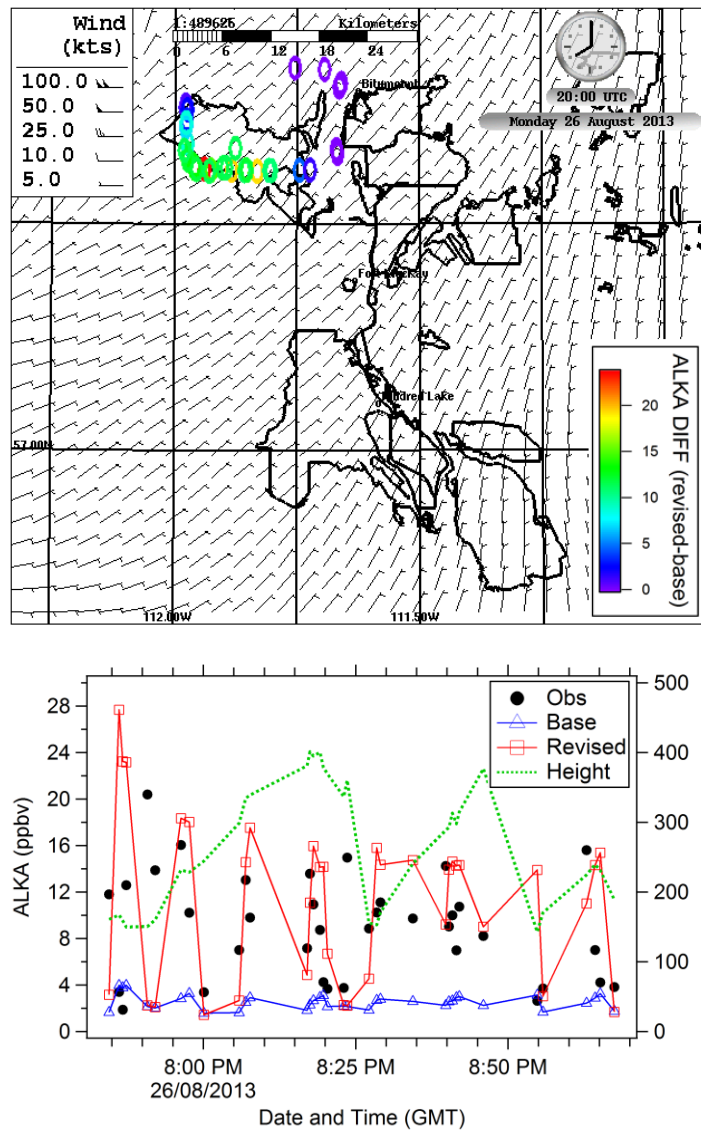 Wind
(kts)
100.0
50.0
25.0
10.0
5.0
1:489626 Kilometers
0 6 12 18 24
20:00 UTC
Monday 26 August 2013
Fort McKay
Mildred Lake
57.00N
112.00W
111.50W
ALKA DIFF (revised-base)
20
15
10
5
0
Obs
Base
Revised
Height
ALKA (ppbv)
28
24
20
16
12
8
4
0
500
400
300
200
100
0
8:00 PM
26/08/2013
8:25 PM
8:50 PM
Date and Time (GMT)